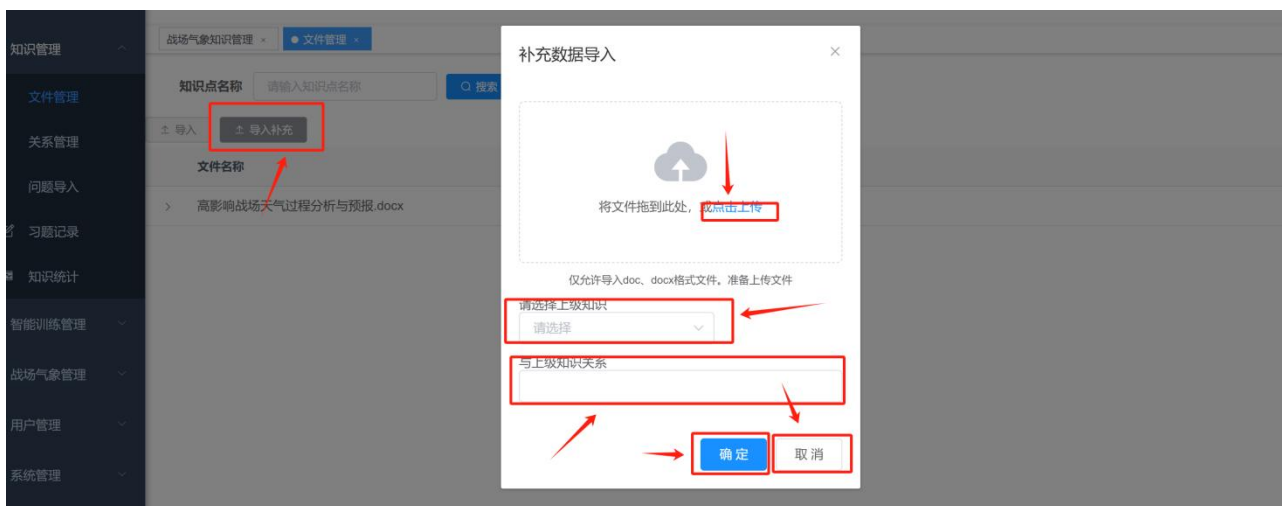 知识管理
文件管理
关系管理
问题导入
习题记录
知识统计
智能训练管理
战场气象管理
用户管理
系统管理
战场气象知识管理 ×
文件管理 ×
知识点名称
请输入知识点名称
搜索
导入
导入补充
文件名称
高影响战场天气过程分析与预报.docx
补充数据导入
将文件拖到此处，或点击上传
仅允许导入doc、docx格式文件。准备上传文件
请选择上级知识
请选择
与上级知识关系
确定
取消